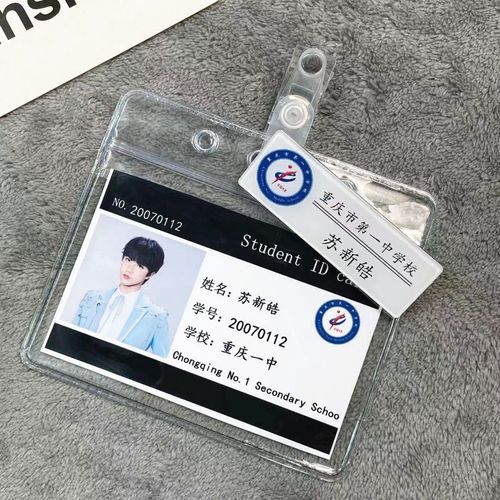 NO. 20070112
Student ID Ca
姓名: 苏新皓
学号: 20070112
学校: 重庆一中
Chongqing No.1 Secondary Schoo
重庆市第一中学校
苏新皓